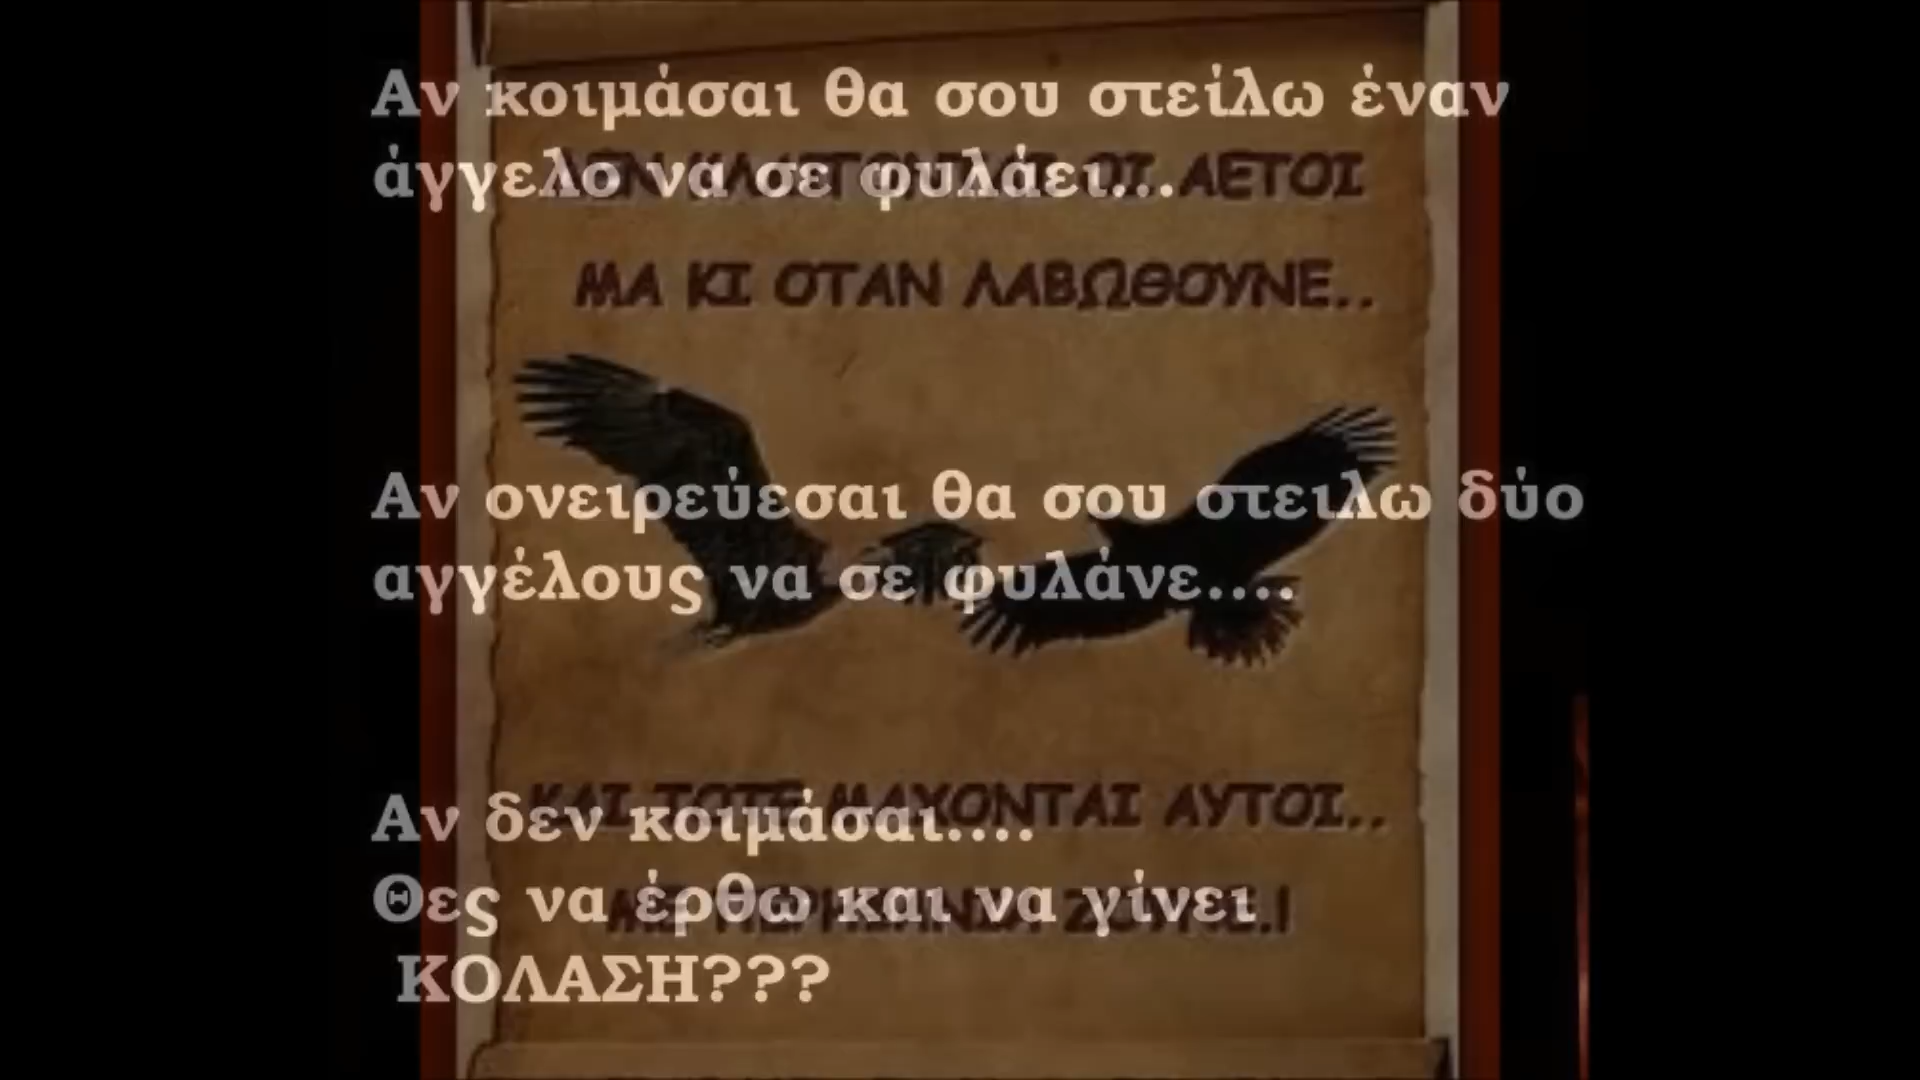 Αν κοιμάσαι θα σου στείλω έναν
άγγελο να σε φυλάει...
ΑΕΤΟΙ
ΜΑ ΚΙ ΟΤΑΝ ΛΑΒΩΘΟΥΝΕ..
Αν ονειρεύεσαι θα σου στειλω δύο
αγγέλους να σε φυλάνε....
ΚΑΙ ΤΟΤΕ ΜΑΧΟΝΤΑΙ ΑΥΤΟΙ..
Αν δεν κοιμάσαι....
Θες να έρθω και να γίνει
ΚΟΛΑΣΗ???